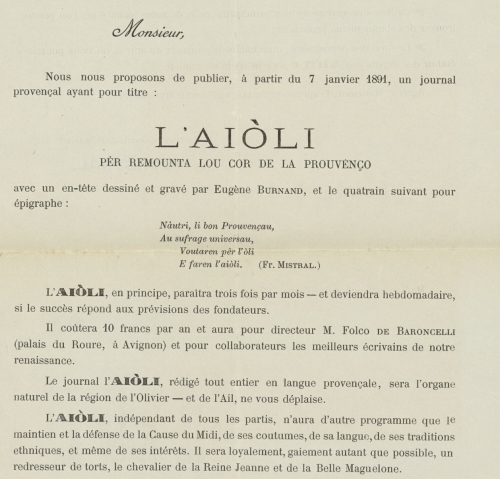 Monsieur,
Nous nous proposons de publier, à partir du 7 janvier 1891, un journal
provençal ayant pour titre :
L'AIÒLI
PÈR REMOUNTA LOU COR DE LA PROUVÈNÇO
avec un en-tête dessiné et gravé par Eugène BURNAND, et le quatrain suivant pour
épigraphe :
Nàutri, li bon Prouvençau,
Au sufrage universau,
Voutaren pèr l'òli
E faren l'aiòli. (Fr. MISTRAL.)
L'AIÒLI, en principe, paraîtra trois fois par mois — et deviendra hebdomadaire,
si le succès répond aux prévisions des fondateurs.
Il coûtera 10 francs par an et aura pour directeur M. Folco DE BARONCELLI
(palais du Roure, à Avignon) et pour collaborateurs les meilleurs écrivains de notre
renaissance.
Le journal l'AIÒLI, rédigé tout entier en langue provençale, sera l'organe
naturel de la région de l'Olivier — et de l'Ail, ne vous déplaise.
L'AIÒLI, indépendant de tous les partis, n'aura d'autre programme que le
maintien et la défense de la Cause du Midi, de ses coutumes, de sa langue, de ses traditions
ethniques, et même de ses intérêts. Il sera loyalement, gaiement autant que possible, un
redresseur de torts, le chevalier de la Reine Jeanne et de la Belle Maguelone.